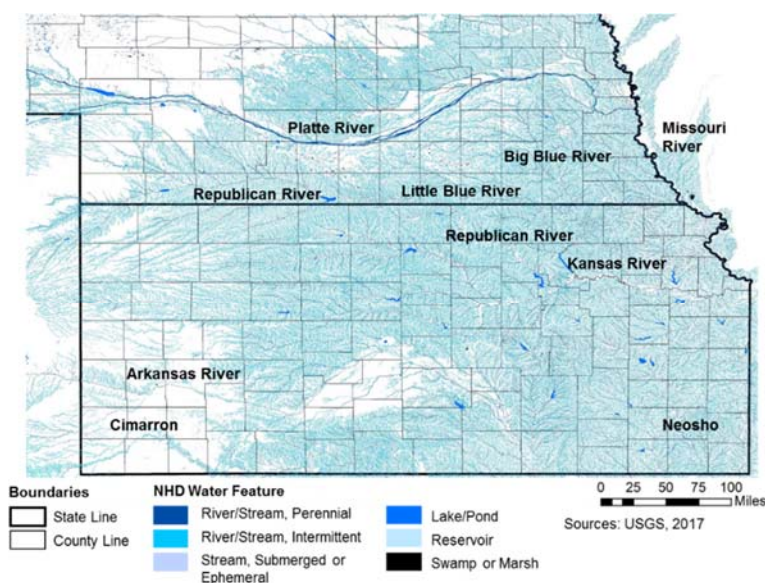 Platte River
Missouri
River
Big Blue River
Republican River
Little Blue River
Republican River
Kansas River
Arkansas River
Cimarron
Neosho
Boundaries
State Line
County Line
NHD Water Feature
River/Stream, Perennial
River/Stream, Intermittent
Stream, Submerged or
Ephemeral
Lake/Pond
Reservoir
Swamp or Marsh
0 25 50 75 100
Miles
Sources: USGS, 2017